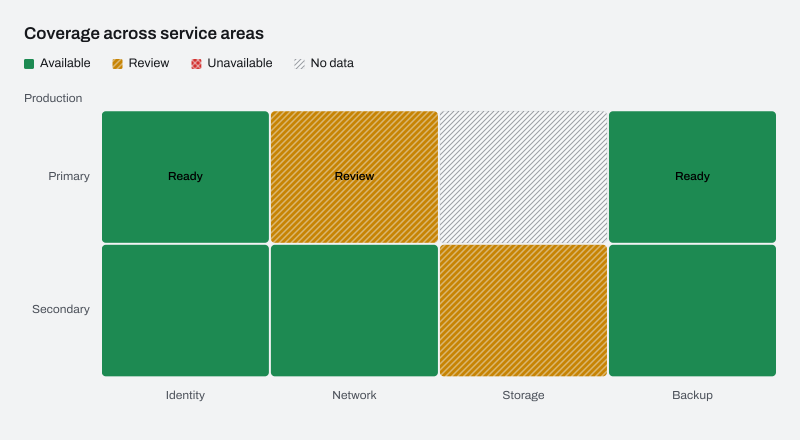 Coverage across service areas
Available Review Unavailable No data
Production
Primary Ready Review Ready
Secondary
Identity Network Storage Backup